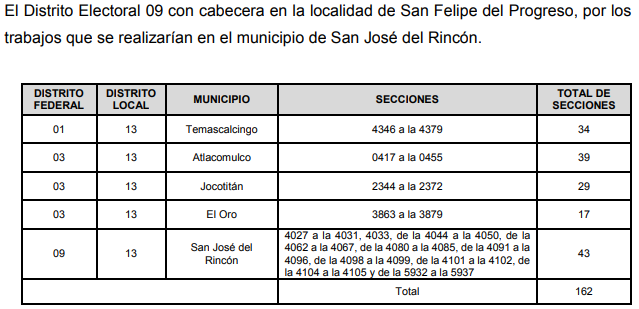 El Distrito Electoral 09 con cabecera en la localidad de San Felipe del Progreso, por los
trabajos que se realizarían en el municipio de San José del Rincón.
DISTRITO FEDERAL DISTRITO LOCAL MUNICIPIO SECCIONES TOTAL DE SECCIONES
01 13 Temascalcingo 4346 a la 4379 34
03 13 Atlacomulco 0417 a la 0455 39
03 13 Jocotitán 2344 a la 2372 29
03 13 El Oro 3863 a la 3879 17
09 13 San José del Rincón 4027 a la 4031, 4033, de la 4044 a la 4050, de la
4062 a la 4067, de la 4080 a la 4085, de la 4091 a la
4096, de la 4098 a la 4099, de la 4101 a la 4102, de
la 4104 a la 4105 y de la 5932 a la 5937 43
Total 162